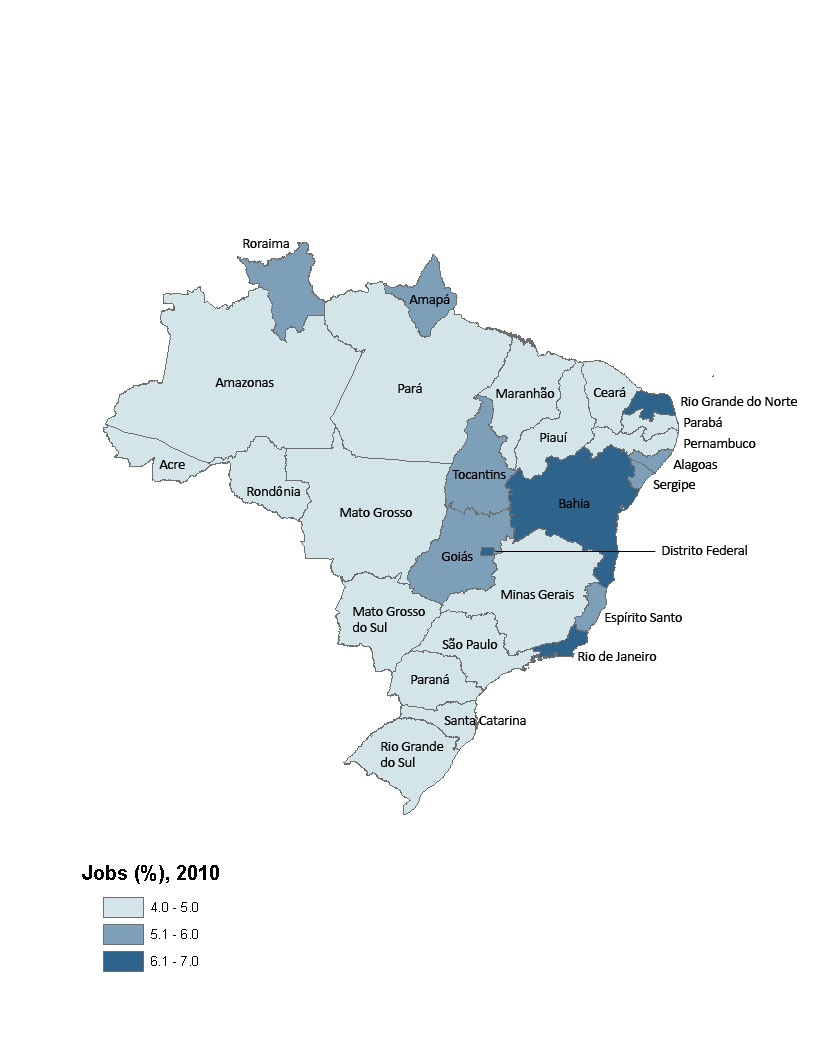 Roraima
Amapá
Amazonas
Pará
Maranhão
Ceará
Rio Grande do Norte
Parabá
Piauí
Pernambuco
Acre
Alagoas
Tocantins
Sergipe
Rondônia
Bahia
Mato Grosso
Distrito Federal
Goiás
Minas Gerais
Mato Grosso
do Sul
Espírito Santo
São Paulo
Rio de Janeiro
Paraná
Santa Catarina
Rio Grande
do Sul
Jobs (%), 2010
4.0 - 5.0
5.1 - 6.0
6.1 - 7.0